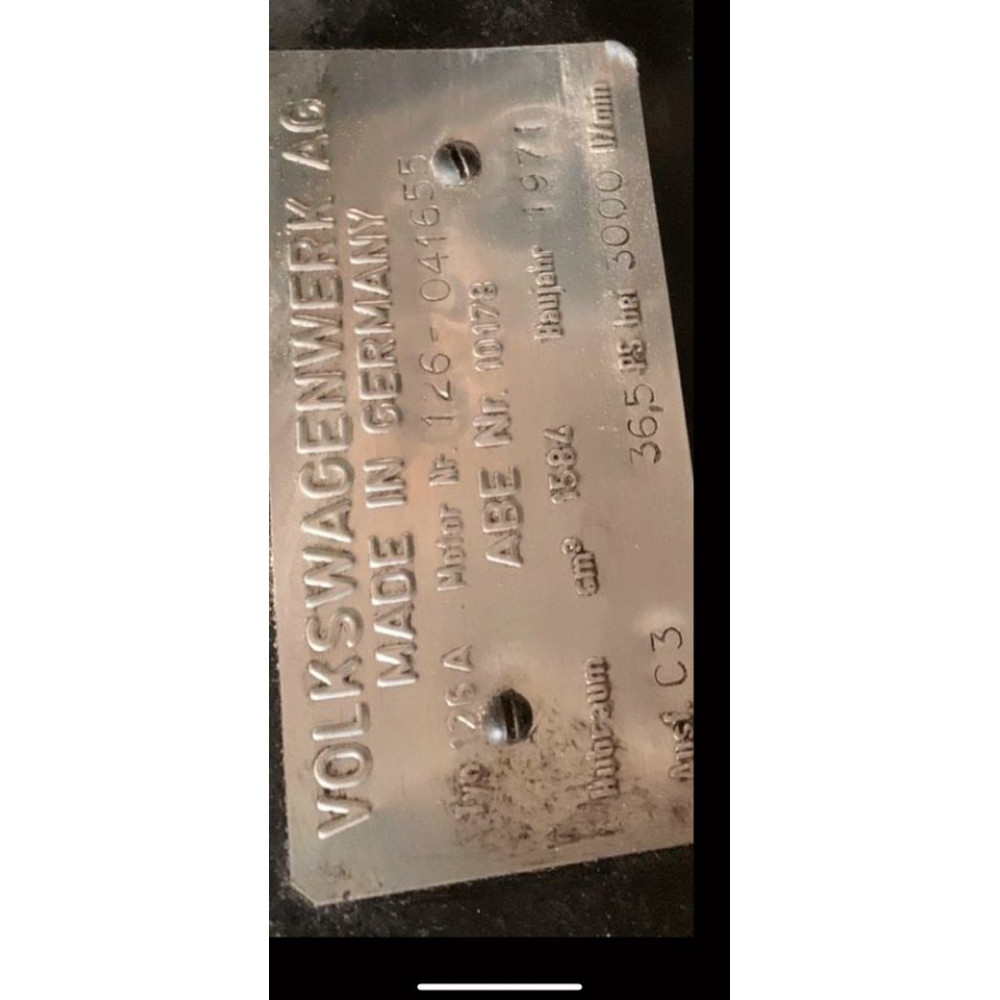 VOLKSWAGENWERK AG
MADE IN GERMANY
Typ 126 A Motor Nr. 126-041655
ABE Nr. 10178
Hubraum cm³ 1584 Baujahr 1971
Ausf. C3 36,5 PS bei 3000 1/min